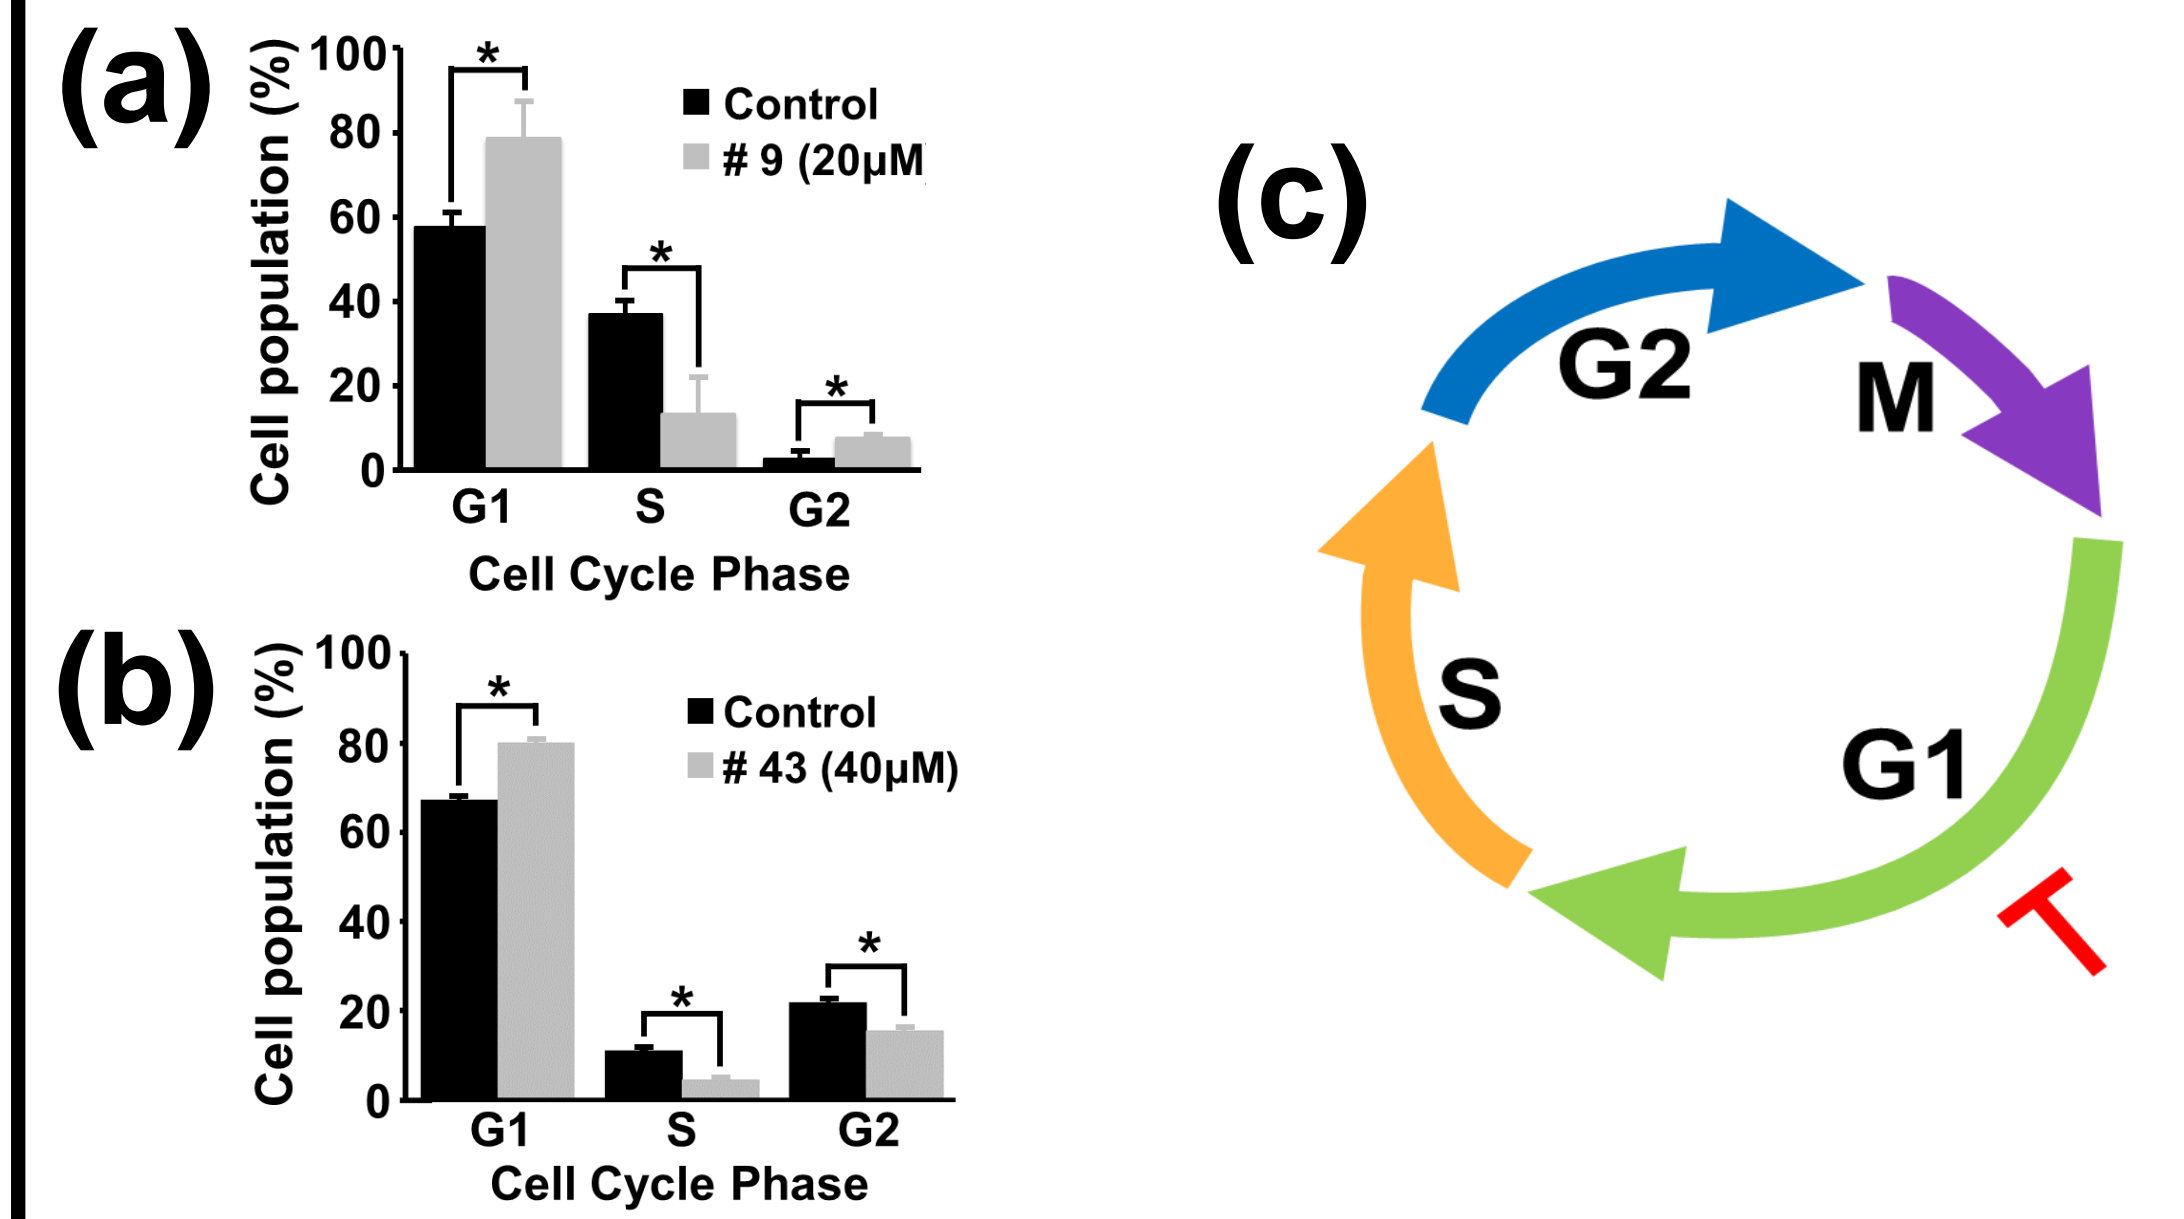 (a)
Cell population (%)
100
80
60
40
20
0
*
*
*
Control
# 9 (20µM)
G1 S G2
Cell Cycle Phase
(b)
Cell population (%)
100
80
60
40
20
0
*
*
*
Control
# 43 (40µM)
G1 S G2
Cell Cycle Phase
(c)
G2
M
S
G1